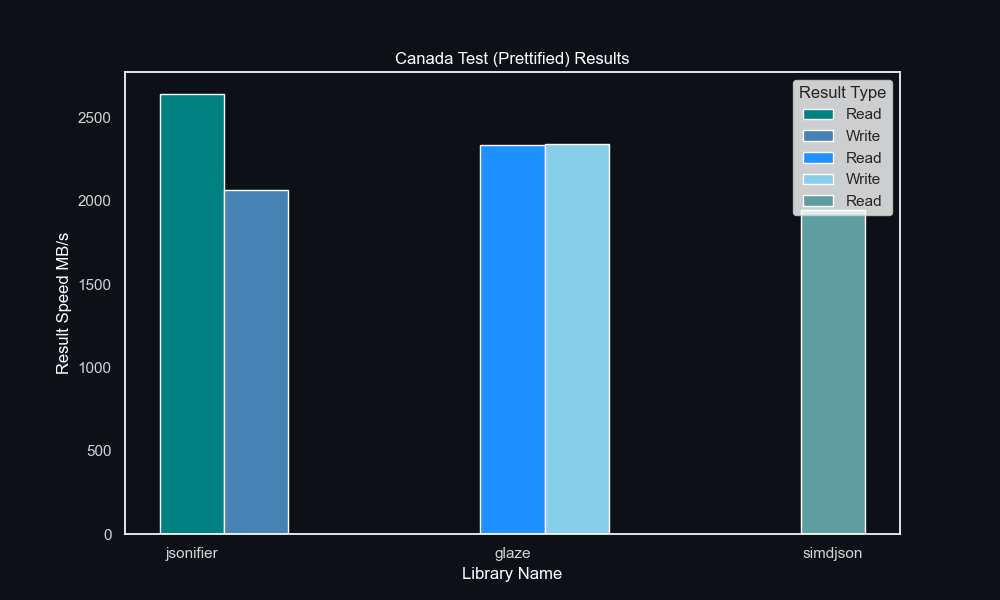 Canada Test (Prettified) Results
Result Type
Read
Write
Read
Write
Read
Result Speed MB/s
2500
2000
1500
1000
500
0
jsonifier
glaze
simdjson
Library Name